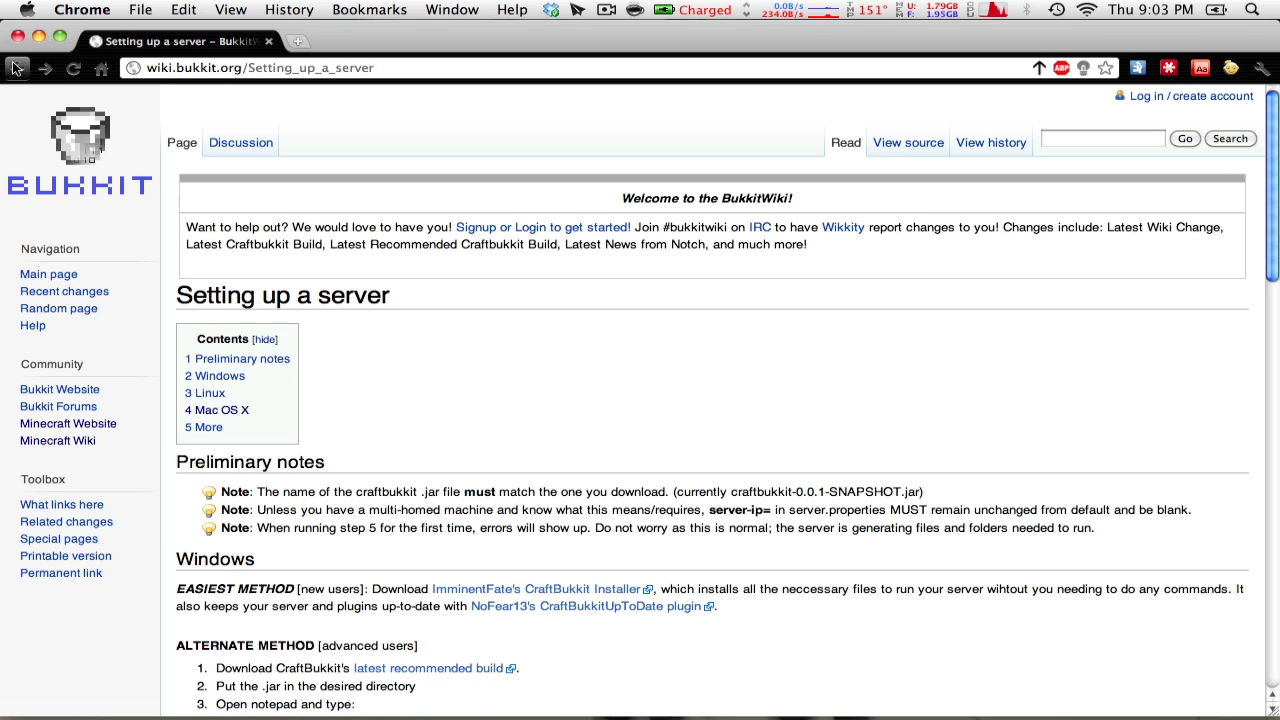 Chrome File Edit View History Bookmarks Window Help Charged 0.0B/s 234.0B/s 151° U: 1.79GB F: 1.95GB Thu 9:03 PM
Setting up a server – Bukkit
wiki.bukkit.org/Setting_up_a_server ABP Aa
Log in / create account
Page Discussion Read View source View history Go Search
BUKKIT
Welcome to the BukkitWiki!
Want to help out? We would love to have you! Signup or Login to get started! Join #bukkitwiki on IRC to have Wikkity report changes to you! Changes include: Latest Wiki Change,
Latest Craftbukkit Build, Latest Recommended Craftbukkit Build, Latest News from Notch, and much more!
Navigation
Main page
Recent changes
Random page
Help
Community
Bukkit Website
Bukkit Forums
Minecraft Website
Minecraft Wiki
Toolbox
What links here
Related changes
Special pages
Printable version
Permanent link
Setting up a server
Contents [hide]
1 Preliminary notes
2 Windows
3 Linux
4 Mac OS X
5 More
Preliminary notes
Note: The name of the craftbukkit .jar file must match the one you download. (currently craftbukkit-0.0.1-SNAPSHOT.jar)
Note: Unless you have a multi-homed machine and know what this means/requires, server-ip= in server.properties MUST remain unchanged from default and be blank.
Note: When running step 5 for the first time, errors will show up. Do not worry as this is normal; the server is generating files and folders needed to run.
Windows
EASIEST METHOD [new users]: Download ImminentFate's CraftBukkit Installer, which installs all the neccessary files to run your server wihtout you needing to do any commands. It
also keeps your server and plugins up-to-date with NoFear13's CraftBukkitUpToDate plugin.
ALTERNATE METHOD [advanced users]
1. Download CraftBukkit's latest recommended build.
2. Put the .jar in the desired directory
3. Open notepad and type: